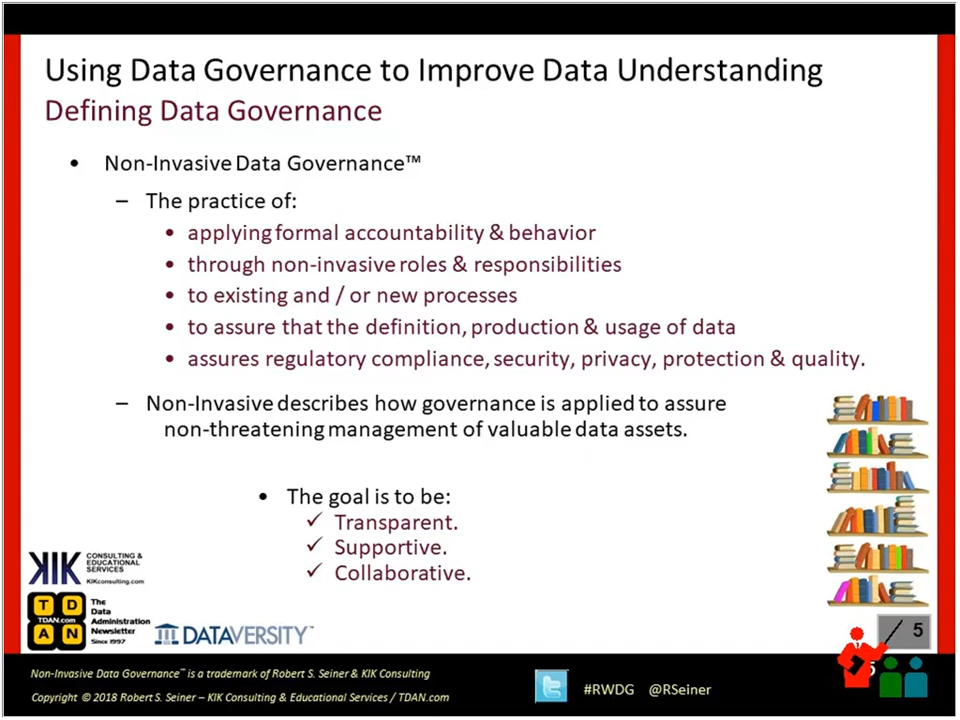 Using Data Governance to Improve Data Understanding
Defining Data Governance
• Non-Invasive Data Governance™
– The practice of:
• applying formal accountability & behavior
• through non-invasive roles & responsibilities
• to existing and / or new processes
• to assure that the definition, production & usage of data
• assures regulatory compliance, security, privacy, protection & quality.
– Non-Invasive describes how governance is applied to assure
non-threatening management of valuable data assets.
• The goal is to be:
✓ Transparent.
✓ Supportive.
✓ Collaborative.
KIK CONSULTING &
EDUCATIONAL
SERVICES
KIKconsulting.com
T D
TDAN.com
A N
The
Data
Administration
Newsletter
Since 1997
DATAVERSITY™
5
5
Non-Invasive Data Governance™ is a trademark of Robert S. Seiner & KIK Consulting
Copyright © 2018 Robert S. Seiner – KIK Consulting & Educational Services / TDAN.com
#RWDG @RSeiner